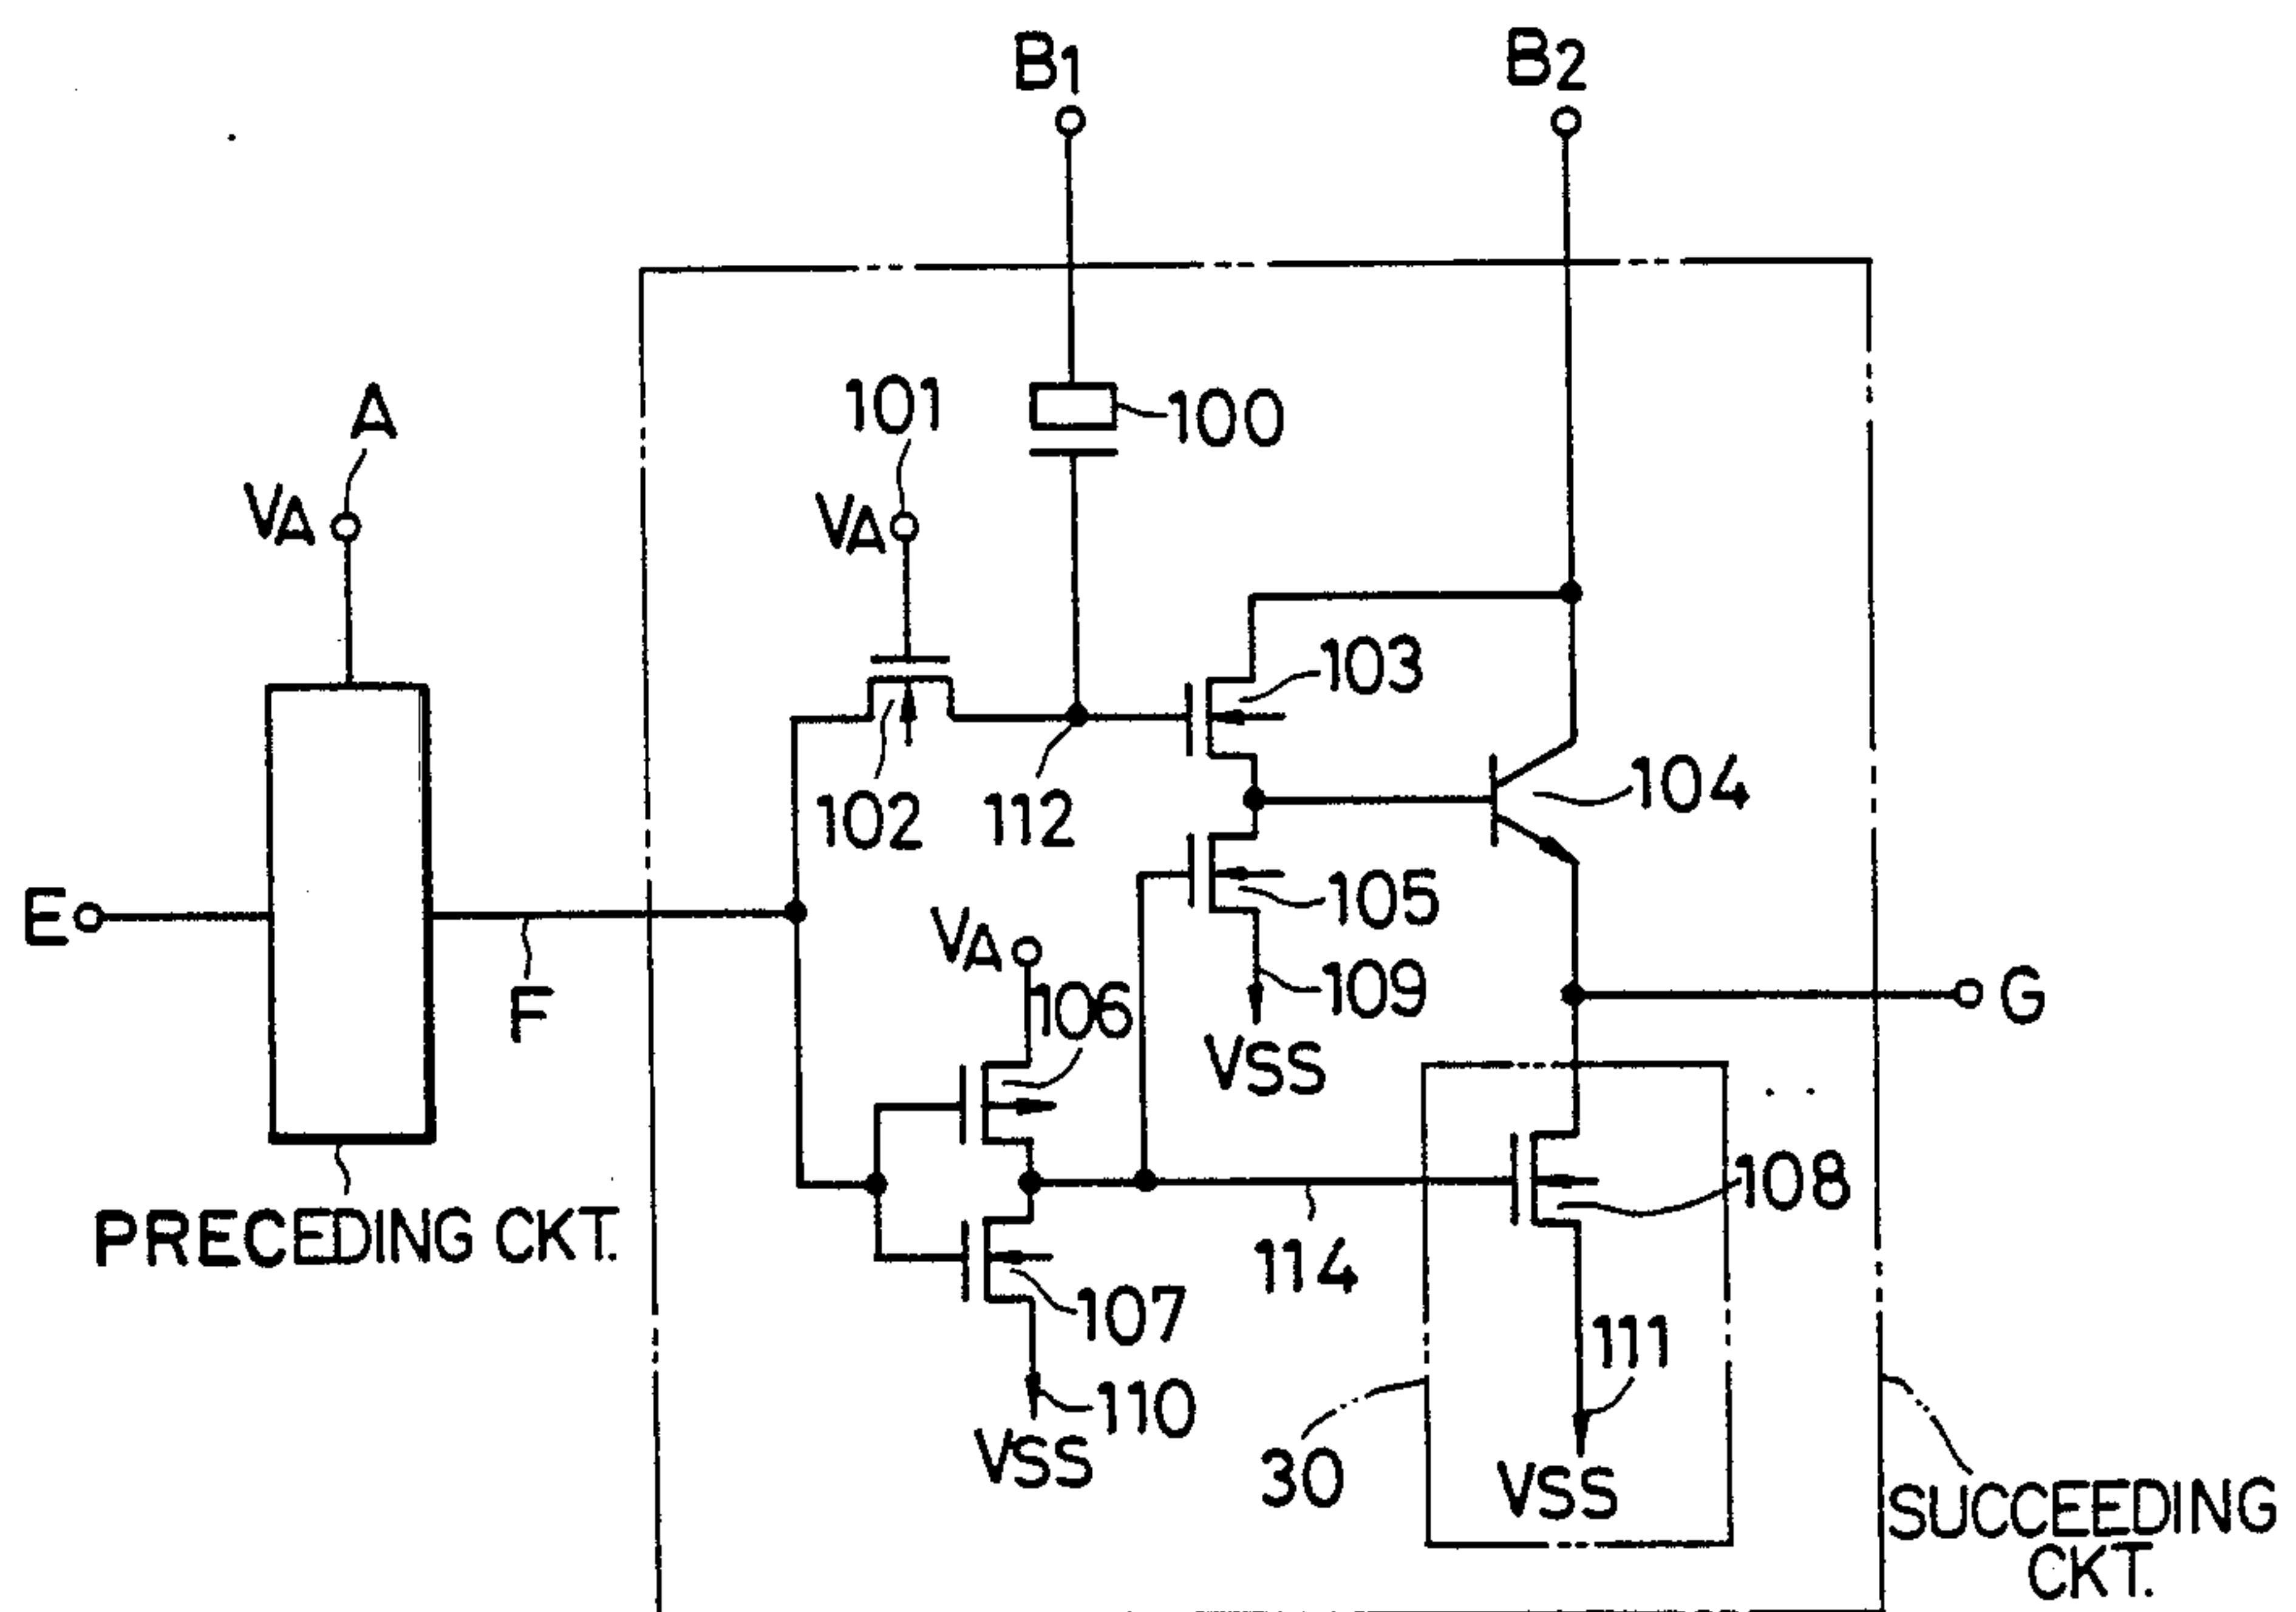 B1
B2
A
101
100
VA
VA
103
104
102
112
E
105
VA
106
109
G
F
VSS
108
PRECEDING CKT.
114
107
111
110
VSS
30
VSS
SUCCEEDING
CKT.